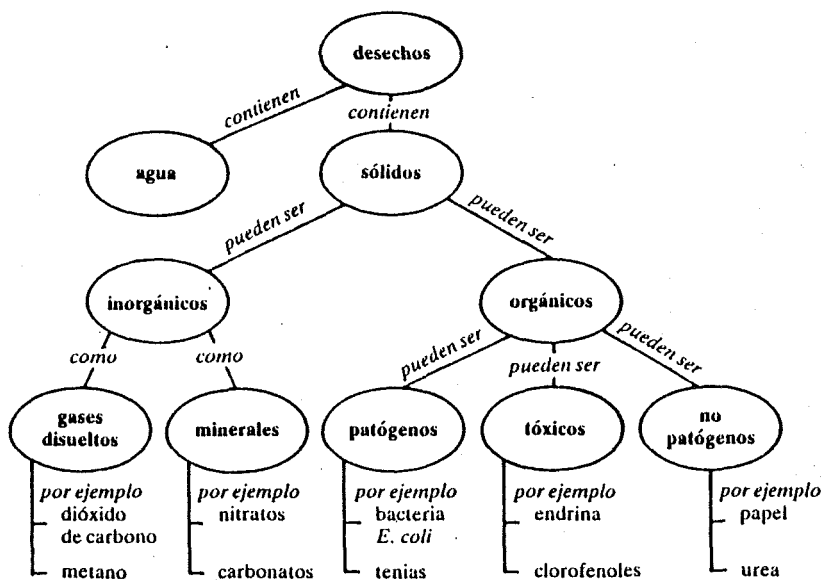 desechos
contienen
contienen
agua
sólidos
pueden ser
pueden ser
inorgánicos
orgánicos
como
como
pueden ser
pueden ser
pueden ser
gases
disueltos
minerales
patógenos
tóxicos
no
patógenos
por ejemplo
dióxido
de carbono
metano
por ejemplo
nitratos
carbonatos
por ejemplo
bacteria
E. coli
tenias
por ejemplo
endrina
clorofenoles
por ejemplo
papel
urea